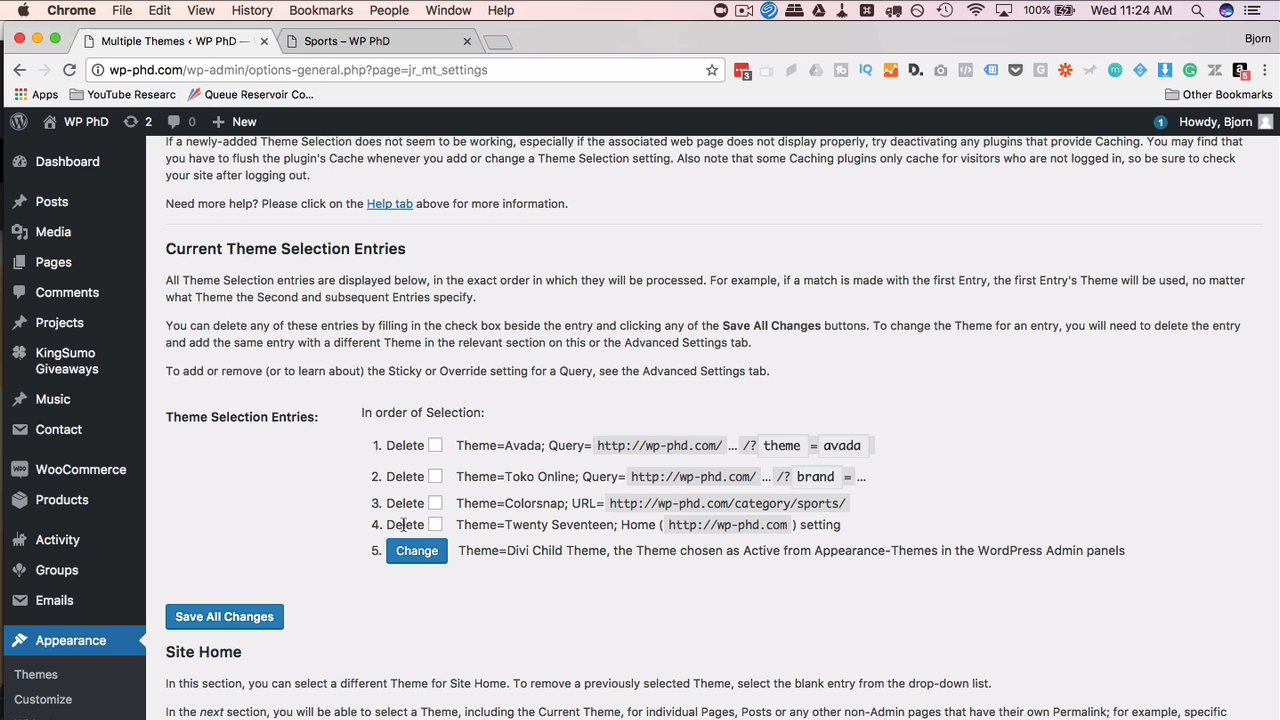 Chrome File Edit View History Bookmarks People Window Help 100% Wed 11:24 AM
Multiple Themes ‹ WP PhD — Sports – WP PhD Bjorn
wp-phd.com/wp-admin/options-general.php?page=jr_mt_settings
Apps YouTube Researc Queue Reservoir Co... Other Bookmarks
WP PhD 2 0 New 1 Howdy, Bjorn
Dashboard
Posts
Media
Pages
Comments
Projects
KingSumo
Giveaways
Music
Contact
WooCommerce
Products
Activity
Groups
Emails
Appearance
Themes
Customize
If a newly-added Theme Selection does not seem to be working, especially if the associated web page does not display properly, try deactivating any plugins that provide Caching. You may find that
you have to flush the plugin's Cache whenever you add or change a Theme Selection setting. Also note that some Caching plugins only cache for visitors who are not logged in, so be sure to check
your site after logging out.
Need more help? Please click on the Help tab above for more information.
Current Theme Selection Entries
All Theme Selection entries are displayed below, in the exact order in which they will be processed. For example, if a match is made with the first Entry, the first Entry's Theme will be used, no matter
what Theme the Second and subsequent Entries specify.
You can delete any of these entries by filling in the check box beside the entry and clicking any of the Save All Changes buttons. To change the Theme for an entry, you will need to delete the entry
and add the same entry with a different Theme in the relevant section on this or the Advanced Settings tab.
To add or remove (or to learn about) the Sticky or Override setting for a Query, see the Advanced Settings tab.
Theme Selection Entries: In order of Selection:
1. Delete Theme=Avada; Query= http://wp-phd.com/ ... /? theme = avada
2. Delete Theme=Toko Online; Query= http://wp-phd.com/ ... /? brand = ...
3. Delete Theme=Colorsnap; URL= http://wp-phd.com/category/sports/
4. Delete Theme=Twenty Seventeen; Home ( http://wp-phd.com ) setting
5. Change Theme=Divi Child Theme, the Theme chosen as Active from Appearance-Themes in the WordPress Admin panels
Save All Changes
Site Home
In this section, you can select a different Theme for Site Home. To remove a previously selected Theme, select the blank entry from the drop-down list.
In the next section, you will be able to select a Theme, including the Current Theme, for individual Pages, Posts or any other non-Admin pages that have their own Permalink; for example, specific